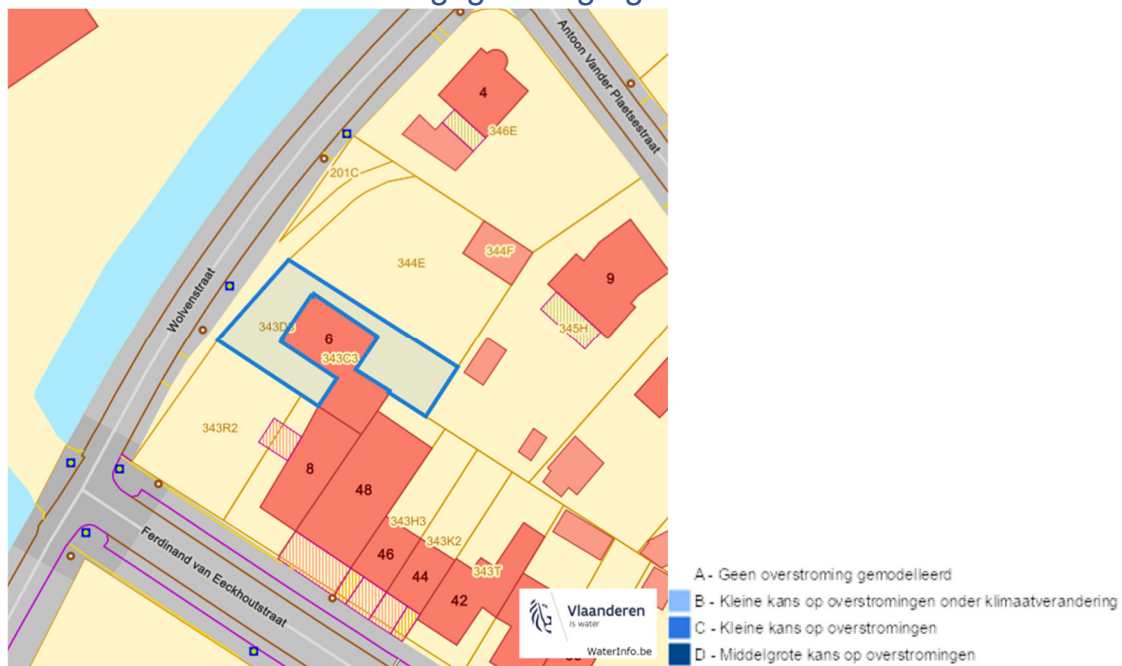 Antoon Vander Plaetsestraat
4
346E
201C
344F
344E
9
345H
Wolvenstraat
6
343C3
343R2
8
48
343H3
46
343K2
44
343T
42
Ferdinand van Eeckhoutstraat
Vlaanderen
is water
WaterInfo.be
A - Geen overstroming gemodelleerd
B - Kleine kans op overstromingen onder klimaatverandering
C - Kleine kans op overstromingen
D - Middelgrote kans op overstromingen